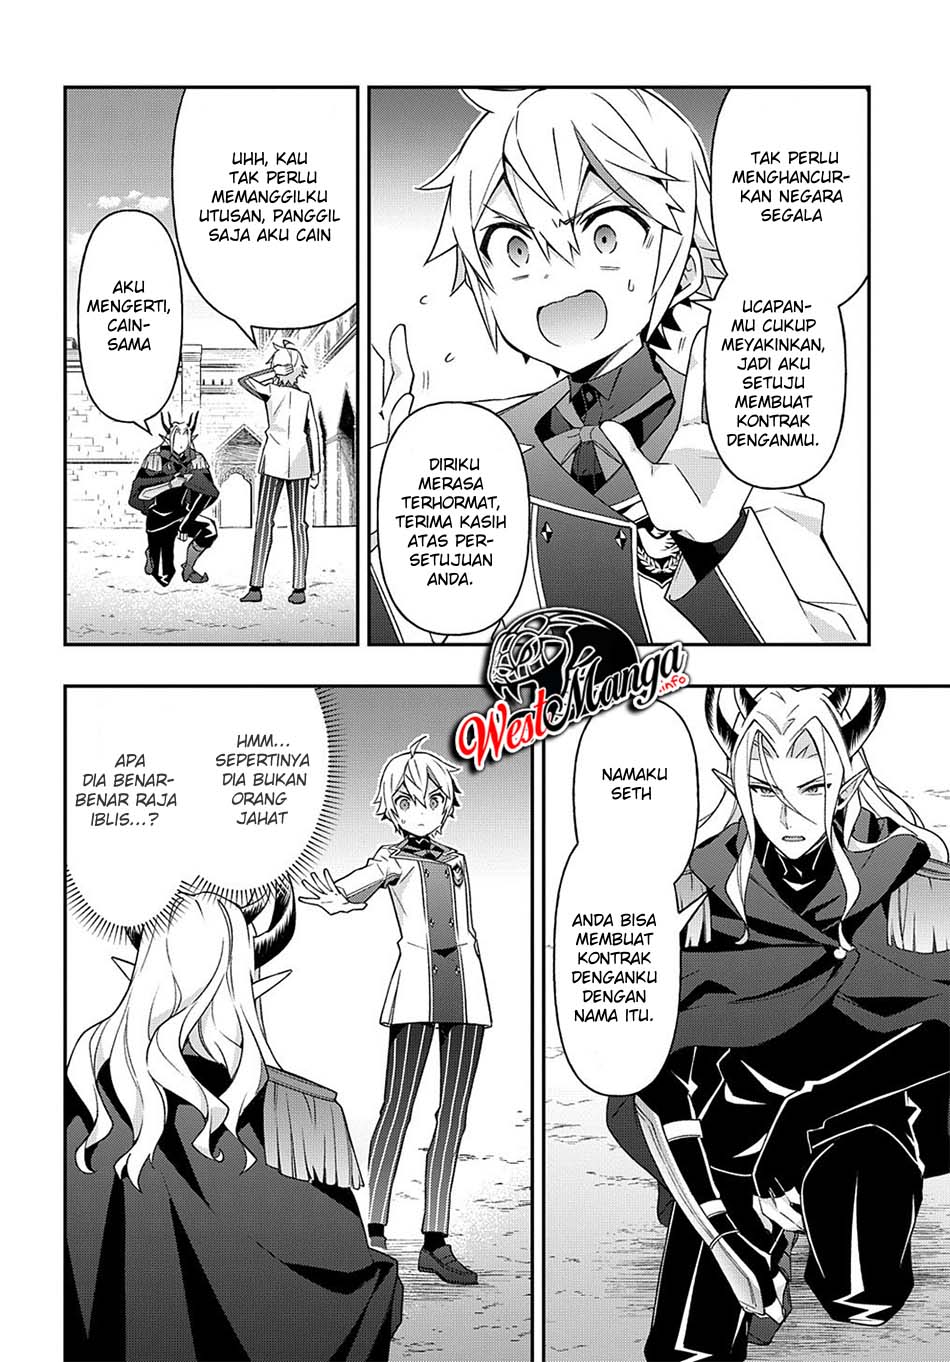 TAK PERLU
MENGHANCUR-
KAN NEGARA
SEGALA
UCAPAN-
MU CUKUP
MEYAKINKAN,
JADI AKU
SETUJU
MEMBUAT
KONTRAK
DENGANMU.
DIRIKU
MERASA
TERHORMAT,
TERIMA KASIH
ATAS PER-
SETUJUAN
ANDA.
UHH, KAU
TAK PERLU
MEMANGGILKU
UTUSAN, PANGGIL
SAJA AKU CAIN
AKU
MENGERTI,
CAIN-
SAMA
WestManga
.info
NAMAKU
SETH
ANDA BISA
MEMBUAT
KONTRAK
DENGANKU
DENGAN
NAMA ITU.
HMM...
SEPERTINYA
DIA BUKAN
ORANG
JAHAT
APA
DIA BENAR-
BENAR RAJA
IBLIS...?